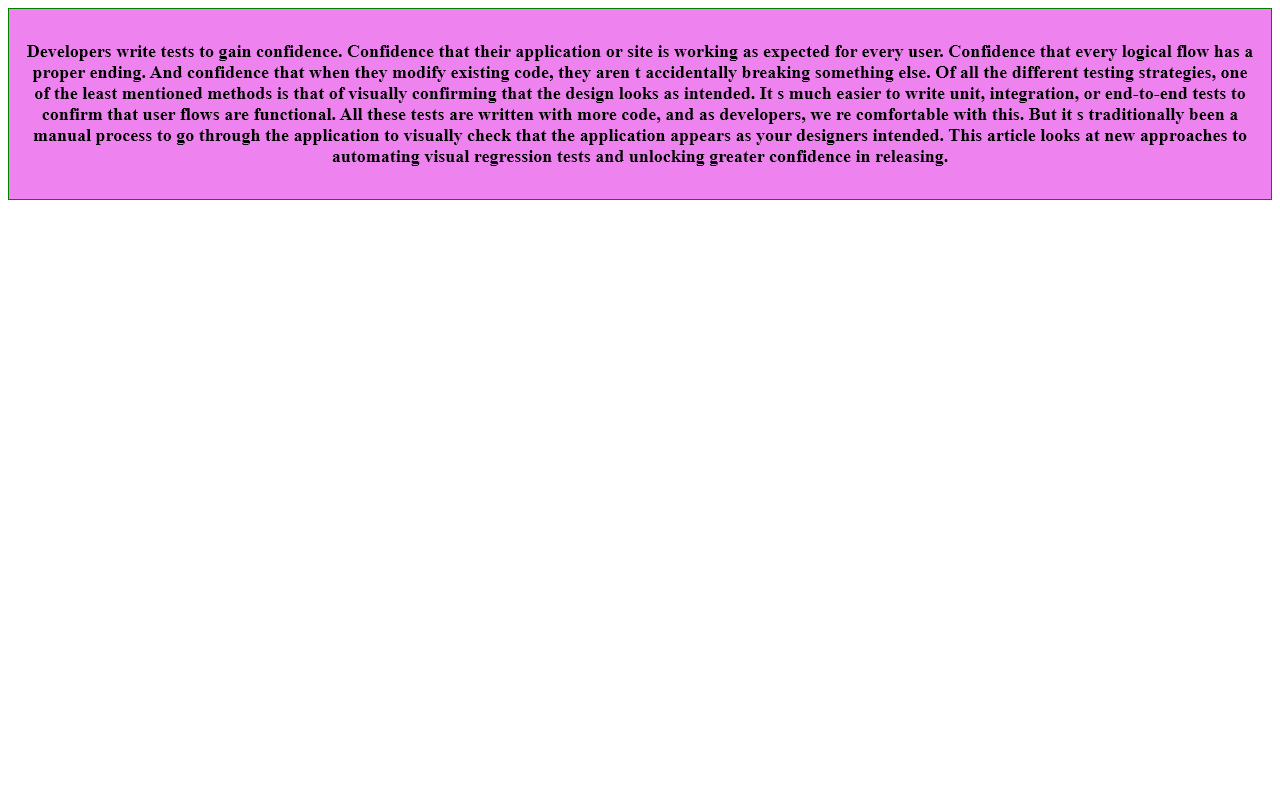 Developers write tests to gain confidence. Confidence that their application or site is working as expected for every user. Confidence that every logical flow has a
proper ending. And confidence that when they modify existing code, they aren t accidentally breaking something else. Of all the different testing strategies, one
of the least mentioned methods is that of visually confirming that the design looks as intended. It s much easier to write unit, integration, or end-to-end tests to
confirm that user flows are functional. All these tests are written with more code, and as developers, we re comfortable with this. But it s traditionally been a
manual process to go through the application to visually check that the application appears as your designers intended. This article looks at new approaches to
automating visual regression tests and unlocking greater confidence in releasing.